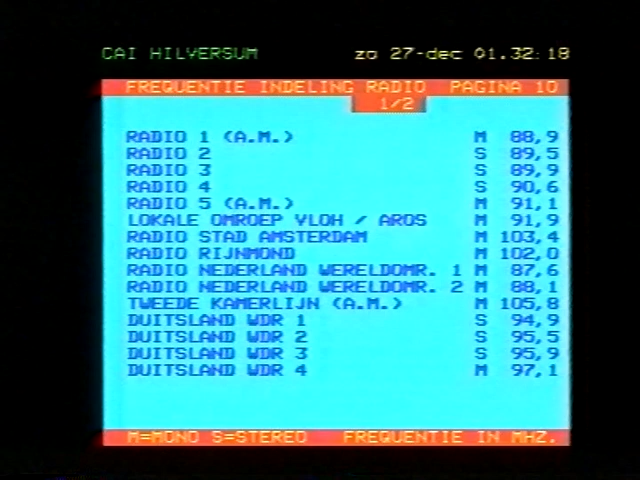 CAI HILVERSUM zo 27-dec 01.32:18
FREQUENTIE INDELING RADIO PAGINA 10
1/2
RADIO 1 (A.M.) M 88,9
RADIO 2 S 89,5
RADIO 3 S 89,9
RADIO 4 S 90,6
RADIO 5 (A.M.) M 91,1
LOKALE OMROEP VLOH / AROS M 91,9
RADIO STAD AMSTERDAM M 103,4
RADIO RIJNMOND M 102,0
RADIO NEDERLAND WERELDOMR. 1 M 87,6
RADIO NEDERLAND WERELDOMR. 2 M 88,1
TWEEDE KAMERLIJN (A.M.) M 105,8
DUITSLAND WDR 1 S 94,9
DUITSLAND WDR 2 S 95,5
DUITSLAND WDR 3 S 95,9
DUITSLAND WDR 4 M 97,1
M=MONO S=STEREO FREQUENTIE IN MHZ.